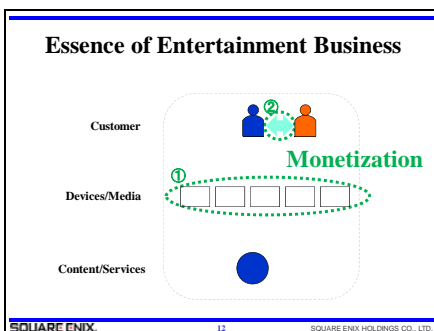 Essence of Entertainment Business
②
Customer
Monetization
①
Devices/Media
Content/Services
SQUARE ENIX.
12
SQUARE ENIX HOLDINGS CO., LTD.